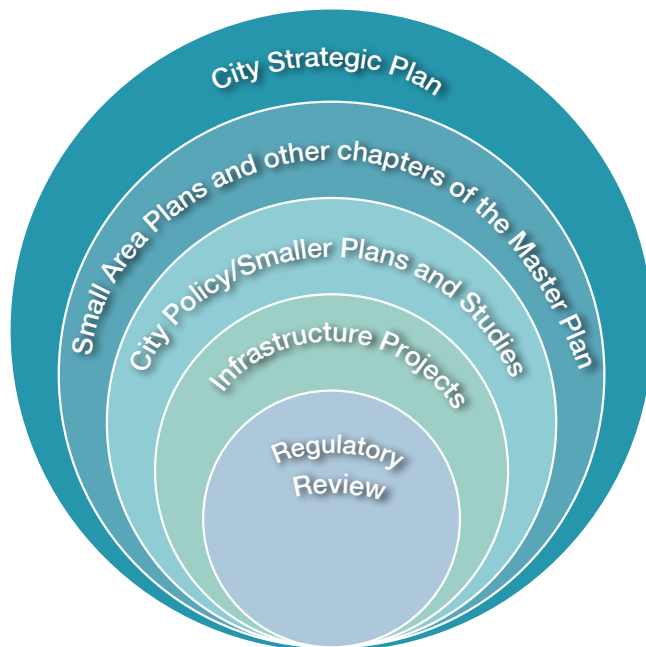 City Strategic Plan
Small Area Plans and other chapters of the Master Plan
City Policy/Smaller Plans and Studies
Infrastructure Projects
Regulatory
Review